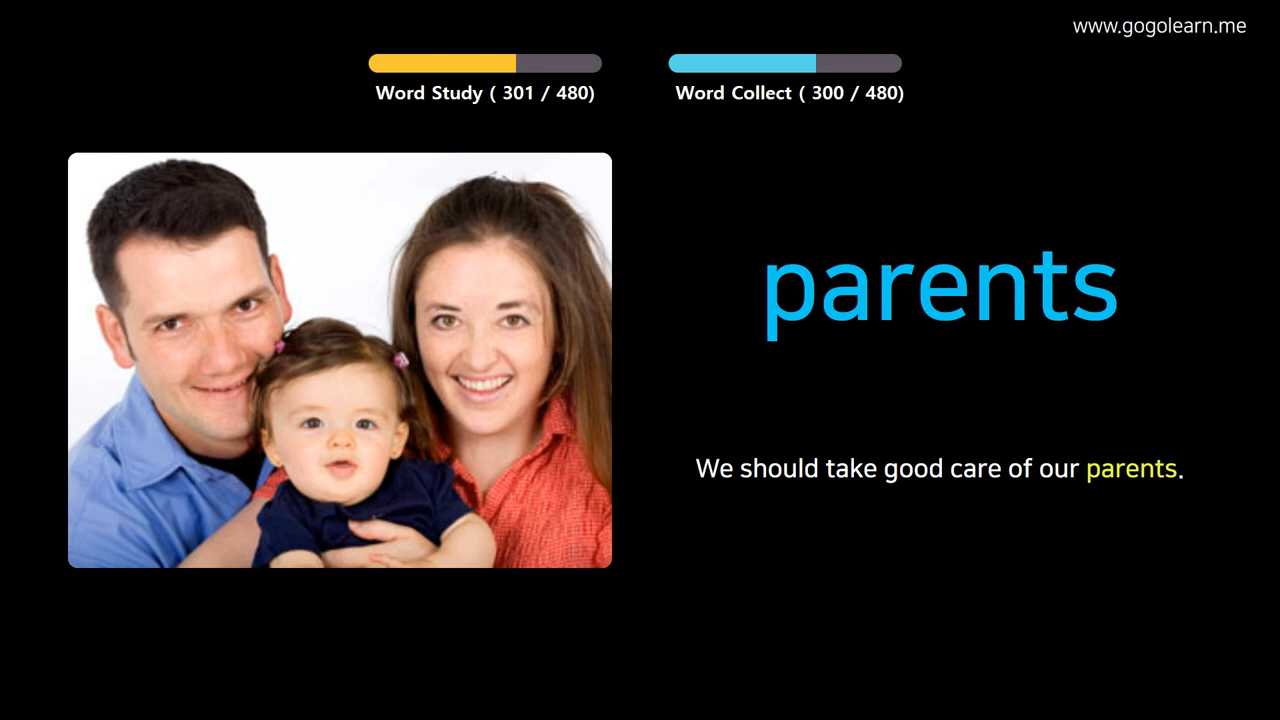 www.gogolearn.me
Word Study ( 301 / 480)
Word Collect ( 300 / 480)
parents
We should take good care of our parents.